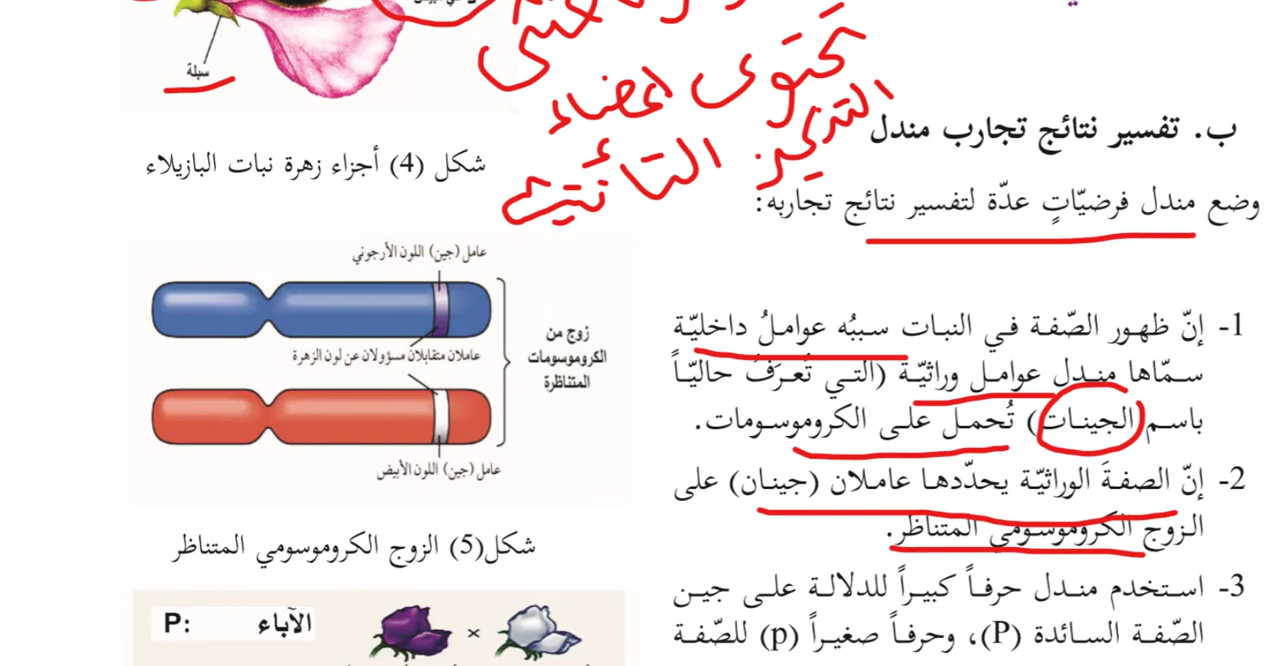 سبلة
تحتوى اعضاء
شكل (4) أجزاء زهرة نبات البازيلاء
ب. تفسير نتائج تجارب مندل
وضع مندل فرضيّاتٍ عدّة لتفسير نتائج تجاربه:
1- إنّ ظهور الصّفة في النبات سببُه عواملُ داخليّة
سمّاها مندل عوامل وراثيّة (التي تُعرَفُ حاليّاً
باسم الجينات) تُحمل على الكروموسومات.
2- إنّ الصفةَ الوراثيّة يحدّدها عاملان (جينان) على
الزوج الكروموسومي المتناظر.
3- استخدم مندل حرفاً كبيراً للدلالة على جين
الصّفة السائدة (P)، وحرفاً صغيراً (p) للصّفة
عامل (جين) اللون الأرجوني
زوج من
الكروموسومات
المتناظرة
عاملان متقابلان مسؤولان عن لون الزهرة
عامل (جين) اللون الأبيض
شكل(5) الزوج الكروموسومي المتناظر
P: الآباء
×